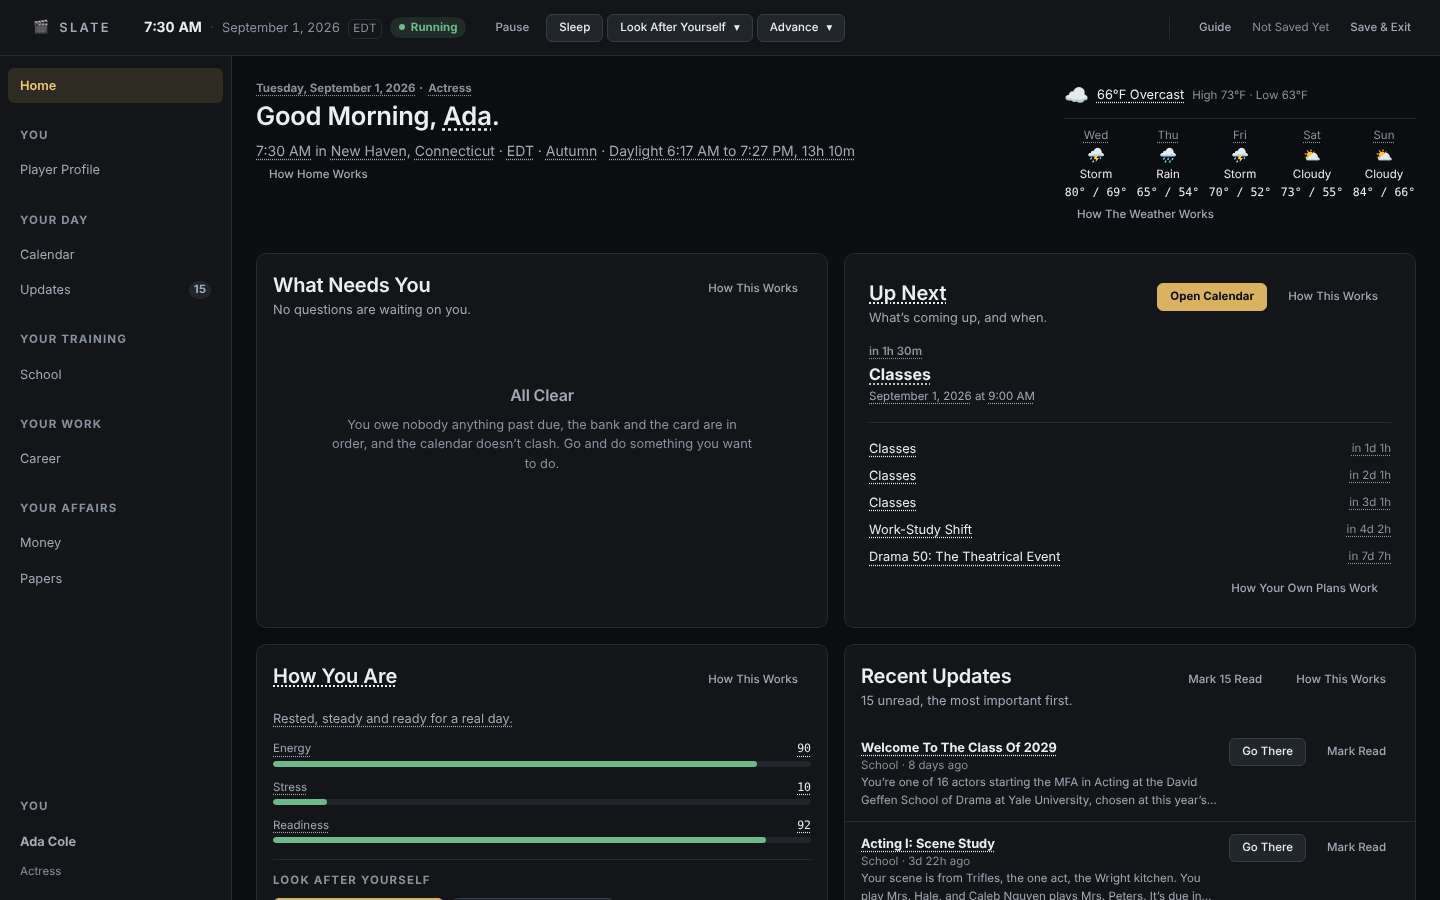 SLATE
7:30 AM · September 1, 2026 EDT Running
Pause
Sleep
Look After Yourself ▾
Advance ▾
Guide
Not Saved Yet
Save & Exit
Home
YOU
Player Profile
YOUR DAY
Calendar
Updates 15
YOUR TRAINING
School
YOUR WORK
Career
YOUR AFFAIRS
Money
Papers
YOU
Ada Cole
Actress
Tuesday, September 1, 2026 · Actress
Good Morning, Ada.
7:30 AM in New Haven, Connecticut · EDT · Autumn · Daylight 6:17 AM to 7:27 PM, 13h 10m
How Home Works
66°F Overcast High 73°F · Low 63°F
Wed Thu Fri Sat Sun
Storm Rain Storm Cloudy Cloudy
80° / 69° 65° / 54° 70° / 52° 73° / 55° 84° / 66°
How The Weather Works
What Needs You
How This Works
No questions are waiting on you.
All Clear
You owe nobody anything past due, the bank and the card are in
order, and the calendar doesn’t clash. Go and do something you want
to do.
Up Next
Open Calendar
How This Works
What’s coming up, and when.
in 1h 30m
Classes
September 1, 2026 at 9:00 AM
Classes in 1d 1h
Classes in 2d 1h
Classes in 3d 1h
Work-Study Shift in 4d 2h
Drama 50: The Theatrical Event in 7d 7h
How Your Own Plans Work
How You Are
How This Works
Rested, steady and ready for a real day.
Energy 90
Stress 10
Readiness 92
LOOK AFTER YOURSELF
Recent Updates
Mark 15 Read
How This Works
15 unread, the most important first.
Welcome To The Class Of 2029
Go There
Mark Read
School · 8 days ago
You’re one of 16 actors starting the MFA in Acting at the David
Geffen School of Drama at Yale University, chosen at this year’s…
Acting I: Scene Study
Go There
Mark Read
School · 3d 22h ago
Your scene is from Trifles, the one act, the Wright kitchen. You
play Mrs. Hale, and Caleb Nguyen plays Mrs. Peters. It’s due in…